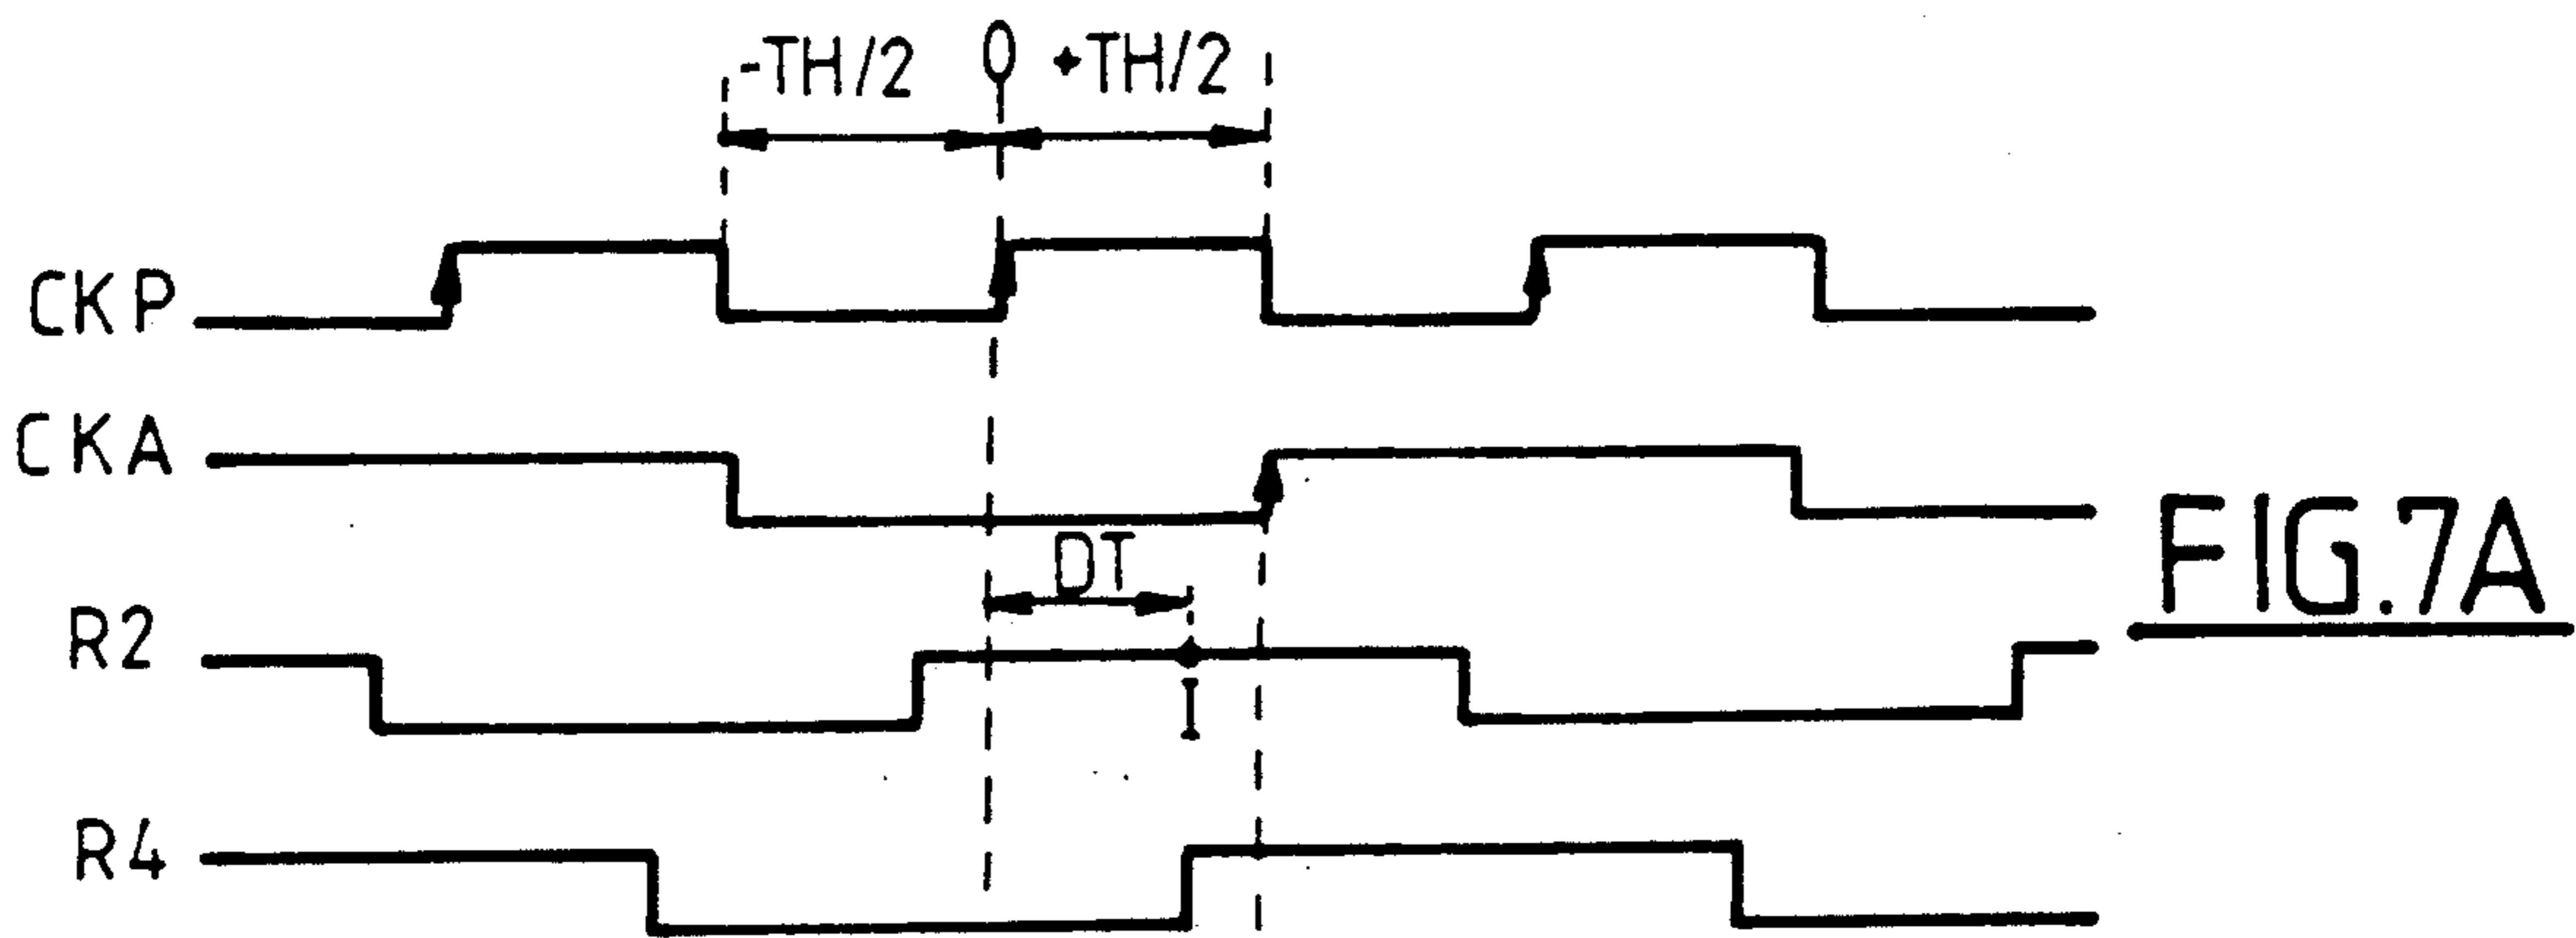 -TH/2 0 +TH/2
CKP
CKA
DT
R2
I
R4
FIG.7A